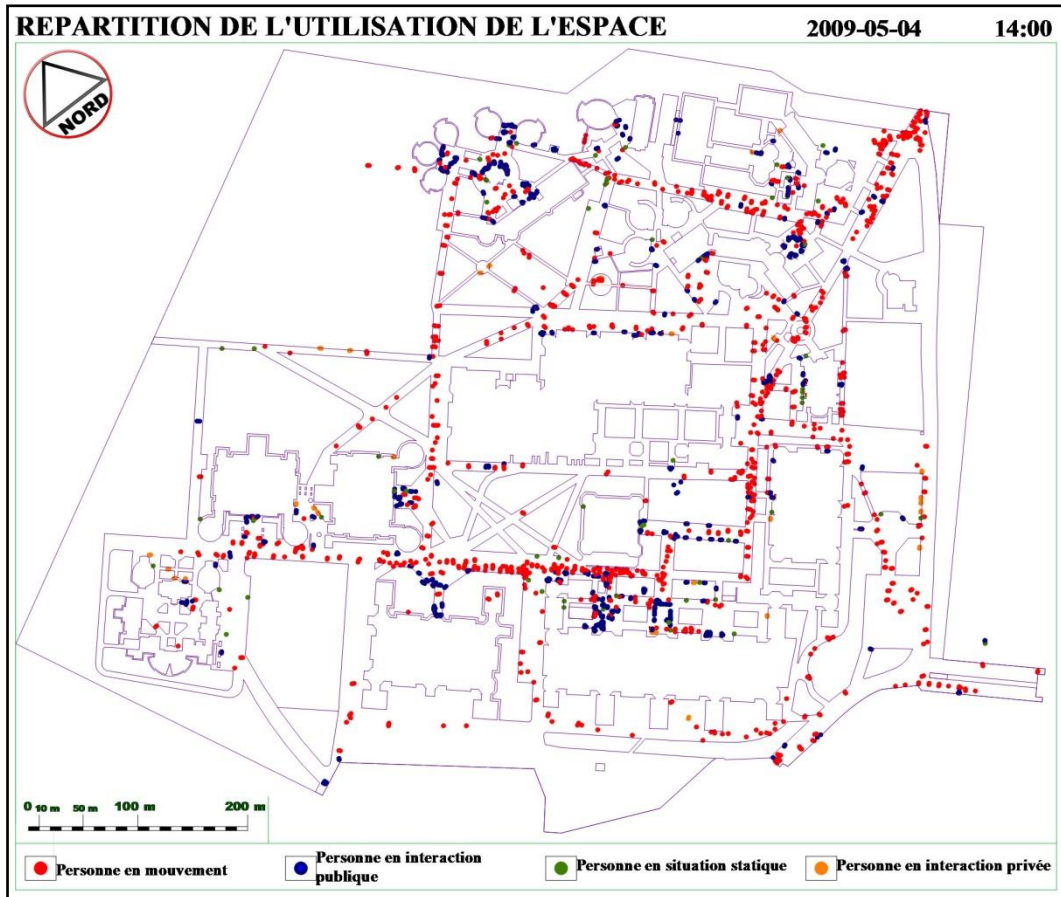 REPARTITION DE L'UTILISATION DE L'ESPACE 2009-05-04 14:00
NORD
0 10 m 50 m 100 m 200 m
Personne en mouvement
Personne en interaction
publique
Personne en situation statique
Personne en interaction privée